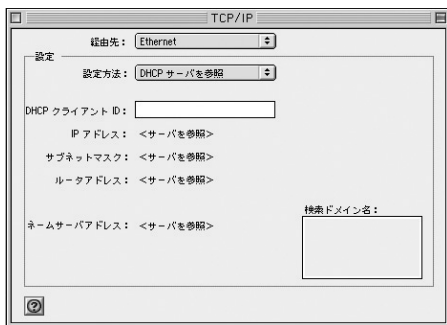 TCP/IP
経由先：Ethernet
設定
設定方法：DHCP サーバを参照
DHCP クライアント ID：
IP アドレス：<サーバを参照>
サブネットマスク：<サーバを参照>
ルータアドレス：<サーバを参照>
検索ドメイン名：
ネームサーバアドレス：<サーバを参照>
?